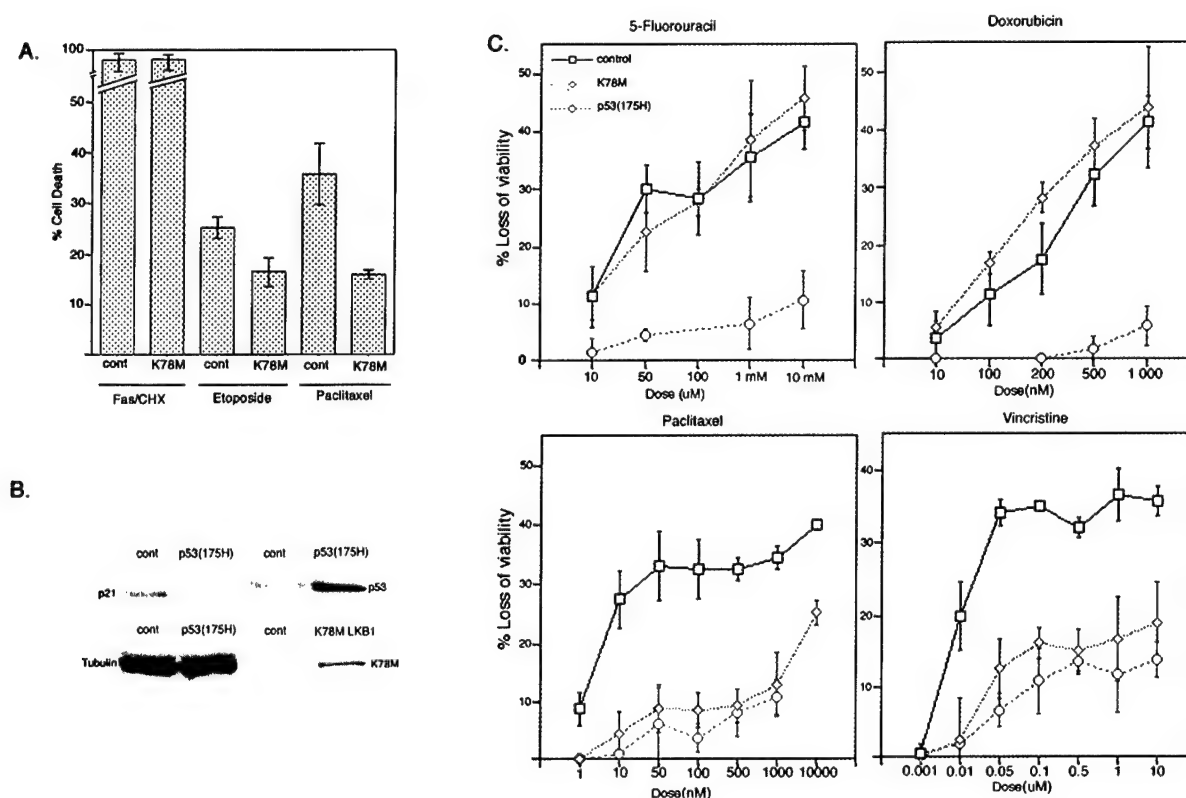 A.
100
50
40
30
20
10
% Cell Death
cont K78M cont K78M cont K78M
Fas/CHX Etoposide Paclitaxel
B.
cont p53(175H) cont p53(175H)
p21 p53
cont p53(175H) cont K78M LKB1
Tubulin K78M
C.
5-Fluorouracil
control
K78M
p53(175H)
50
40
30
20
10
0
% Loss of viability
10 50 100 1 mM 10 mM
Dose (uM)
Doxorubicin
50
40
30
20
10
10 100 200 500 1 000
Dose(nM)
Paclitaxel
50
40
30
20
10
% Loss of viability
1 10 50 100 500 1000 10000
Dose(nM)
Vincristine
40
30
20
10
0.001 0.01 0.05 0.1 0.5 1 10
Dose(uM)